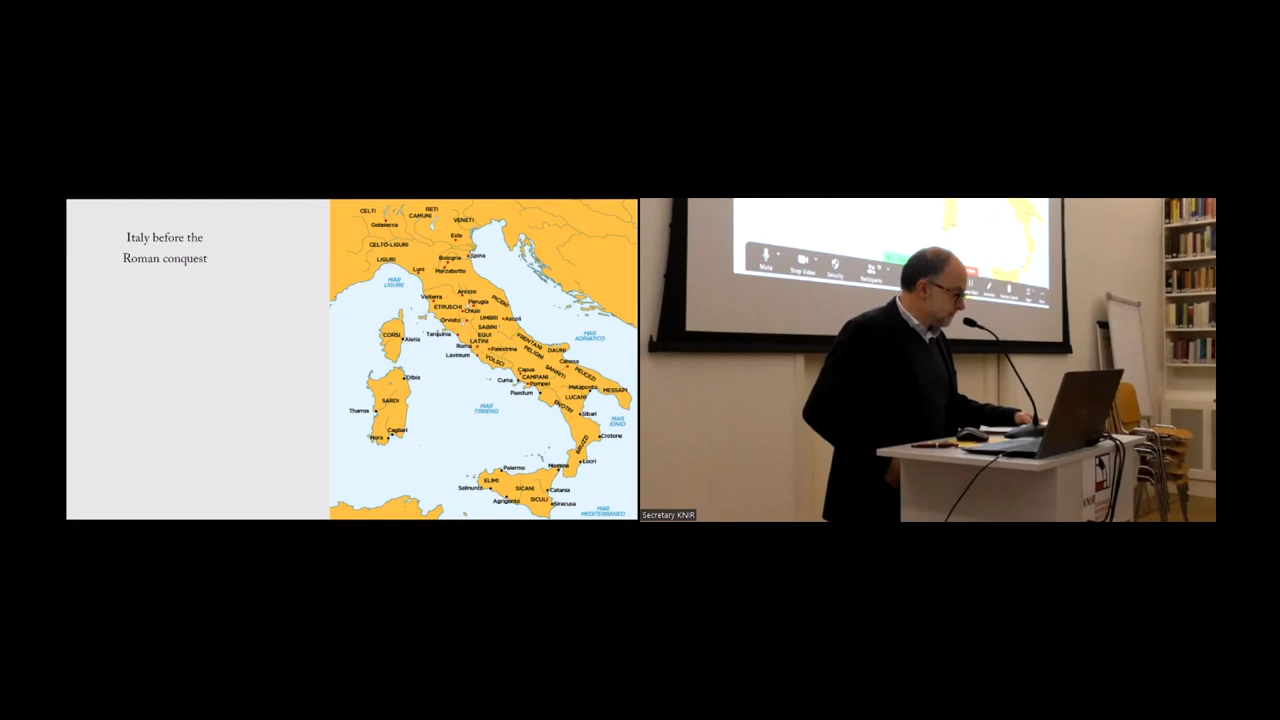 Italy before the
Roman conquest
CELTI
RETI
CAMUNI
VENETI
Golasecca
Este
CELTO-LIGURI
Bologna
Spina
LIGURI
Luni
Marzabotto
MAR
LIGURE
Volterra
Arezzo
Perugia
PICENI
ETRUSCHI
Chiusi
Orvieto
UMBRI
Ascoli
SABINI
CORSI
Aleria
Tarquinia
EQUI
LATINI
Roma
Palestrina
Lavinium
VOLSCI
FRENTANI
PELIGNI
DAUNI
MAR
ADRIATICO
Canosa
SANNITI
PEUCEZI
Capua
CAMPANI
Cuma
Pompei
Paestum
Metaponto
MESSAPI
LUCANI
ENOTRI
Sibari
Olbia
SARDI
Tharros
Cagliari
Nora
MAR
TIRRENO
MAR
IONIO
Crotone
BRUZZI
Locri
Messina
Palermo
ELIMI
Selinunte
SICANI
Catania
Agrigento
SICULI
Siracusa
MAR
MEDITERRANEO
Mute
Stop Video
Security
Participants
KNIR
Secretary KNIR